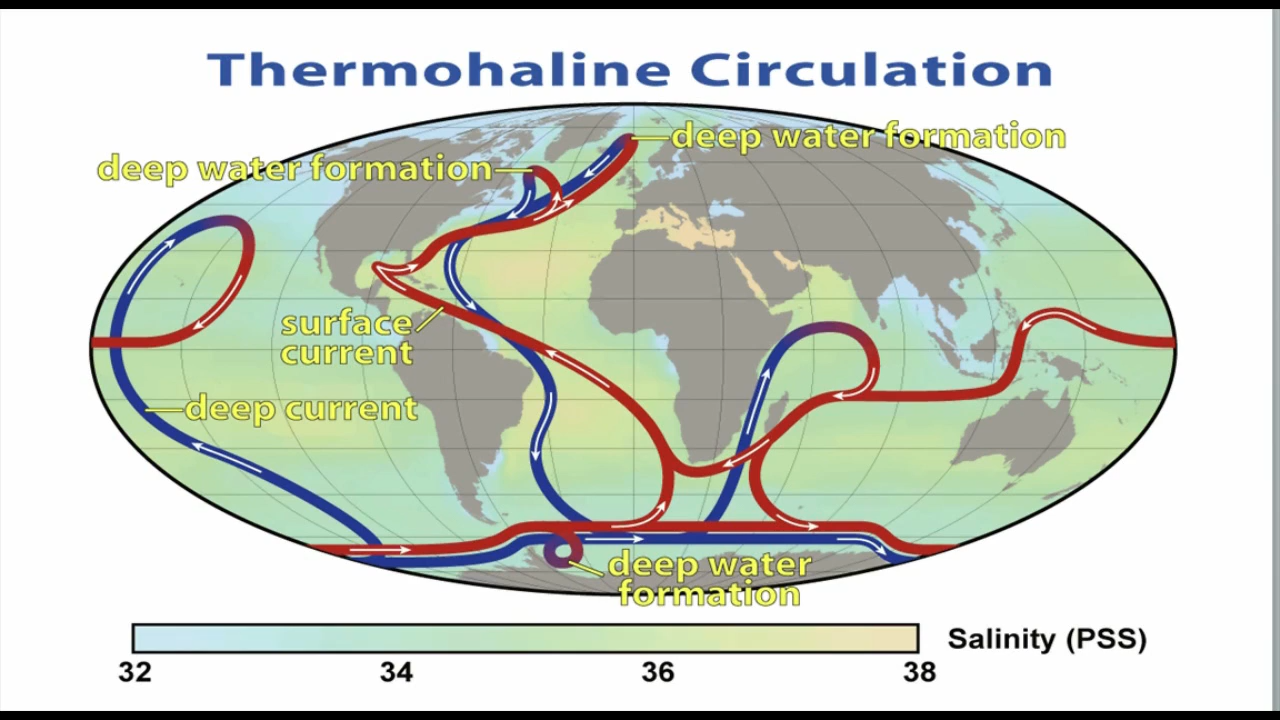 Thermohaline Circulation
deep water formation
deep water formation
surface
current
deep current
deep water
formation
Salinity (PSS)
32 34 36 38